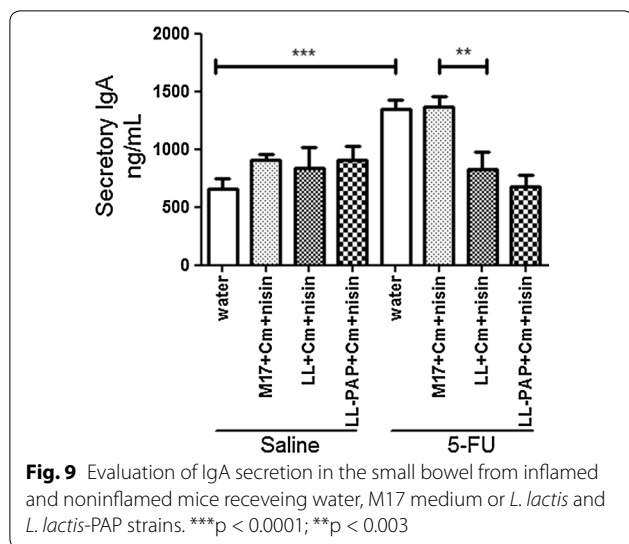 2000
1500
1000
500
0
Secretory IgA
ng/mL
***
**
water
M17+Cm+nisin
LL+Cm+nisin
LL-PAP+Cm+nisin
water
M17+Cm+nisin
LL+Cm+nisin
LL-PAP+Cm+nisin
Saline
5-FU
Fig. 9 Evaluation of IgA secretion in the small bowel from inflamed
and noninflamed mice receveing water, M17 medium or L. lactis and
L. lactis-PAP strains. ***p < 0.0001; **p < 0.003